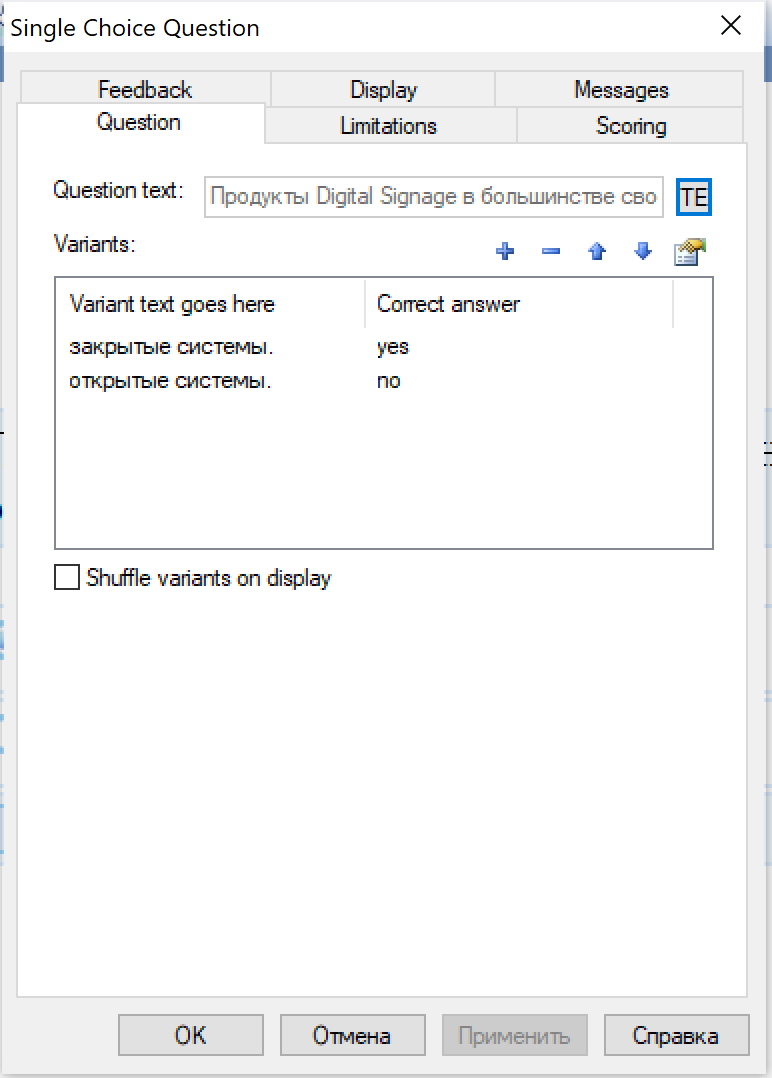 Single Choice Question
Feedback Display Messages
Question Limitations Scoring
Question text: Продукты Digital Signage в большинстве сво TE
Variants:
Variant text goes here Correct answer
закрытые системы. yes
открытые системы. no
Shuffle variants on display
OK Отмена Применить Справка